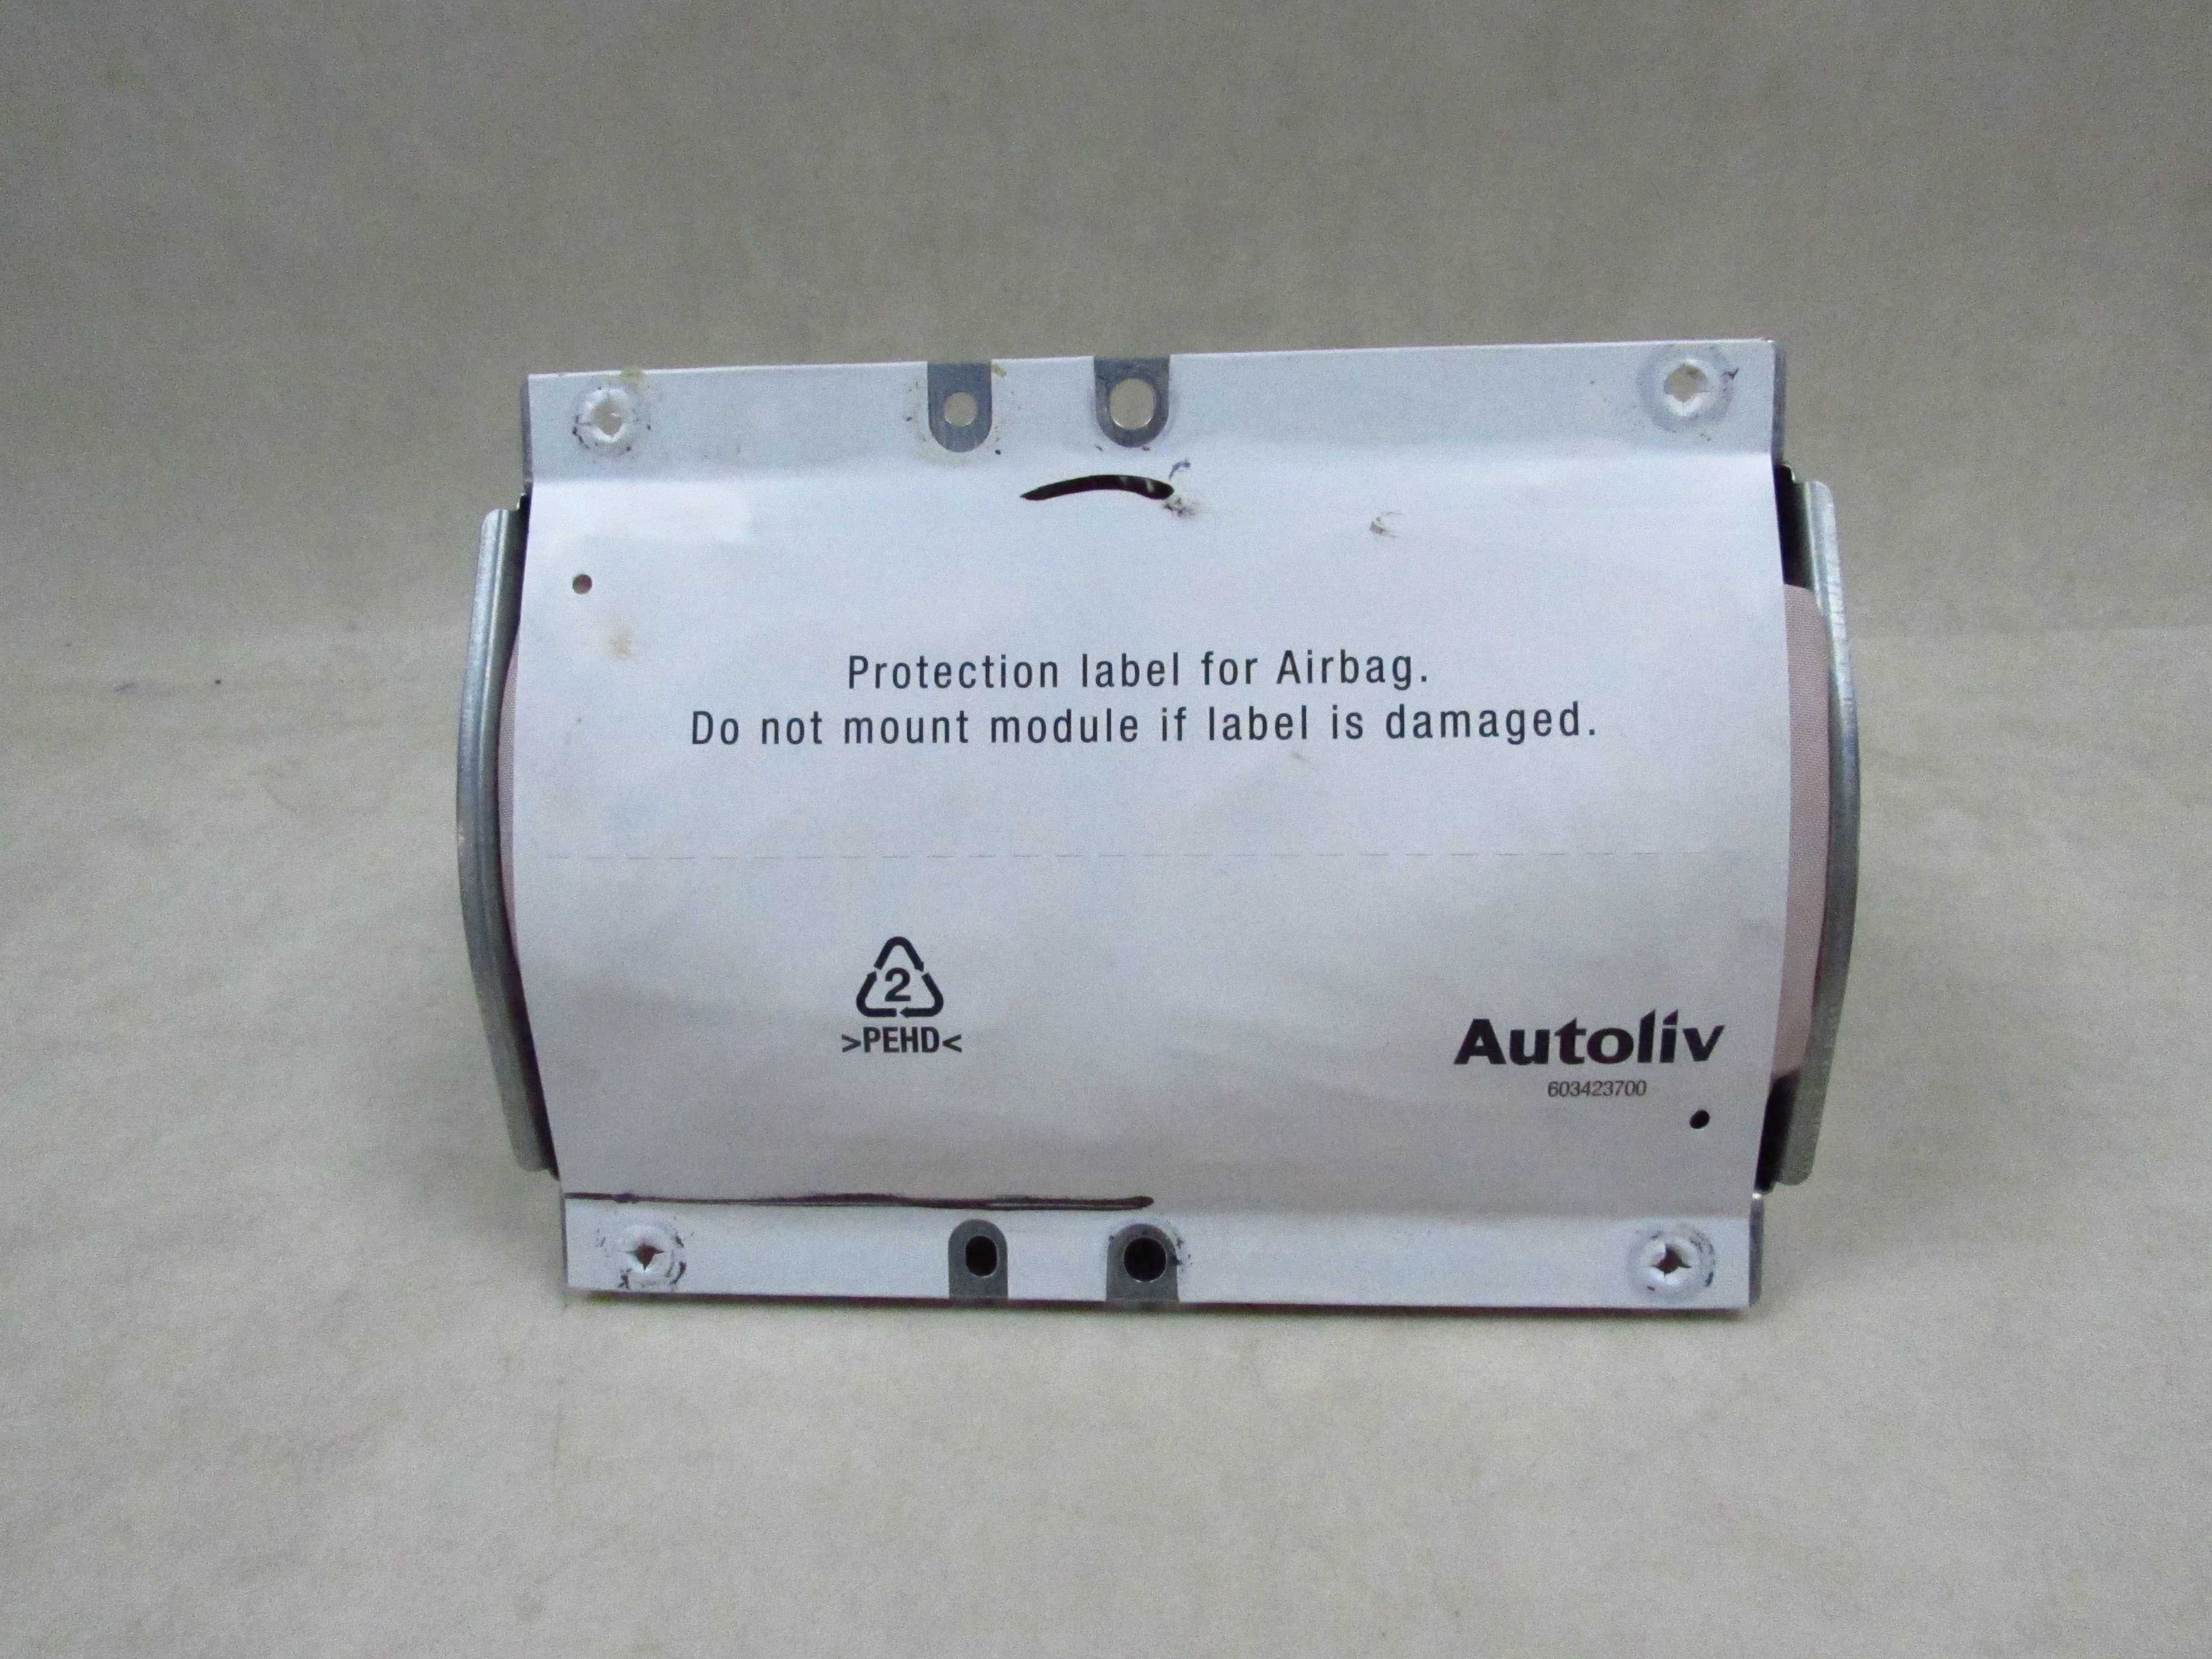 Protection label for Airbag.
Do not mount module if label is damaged.
2
>PEHD<
Autoliv
603423700